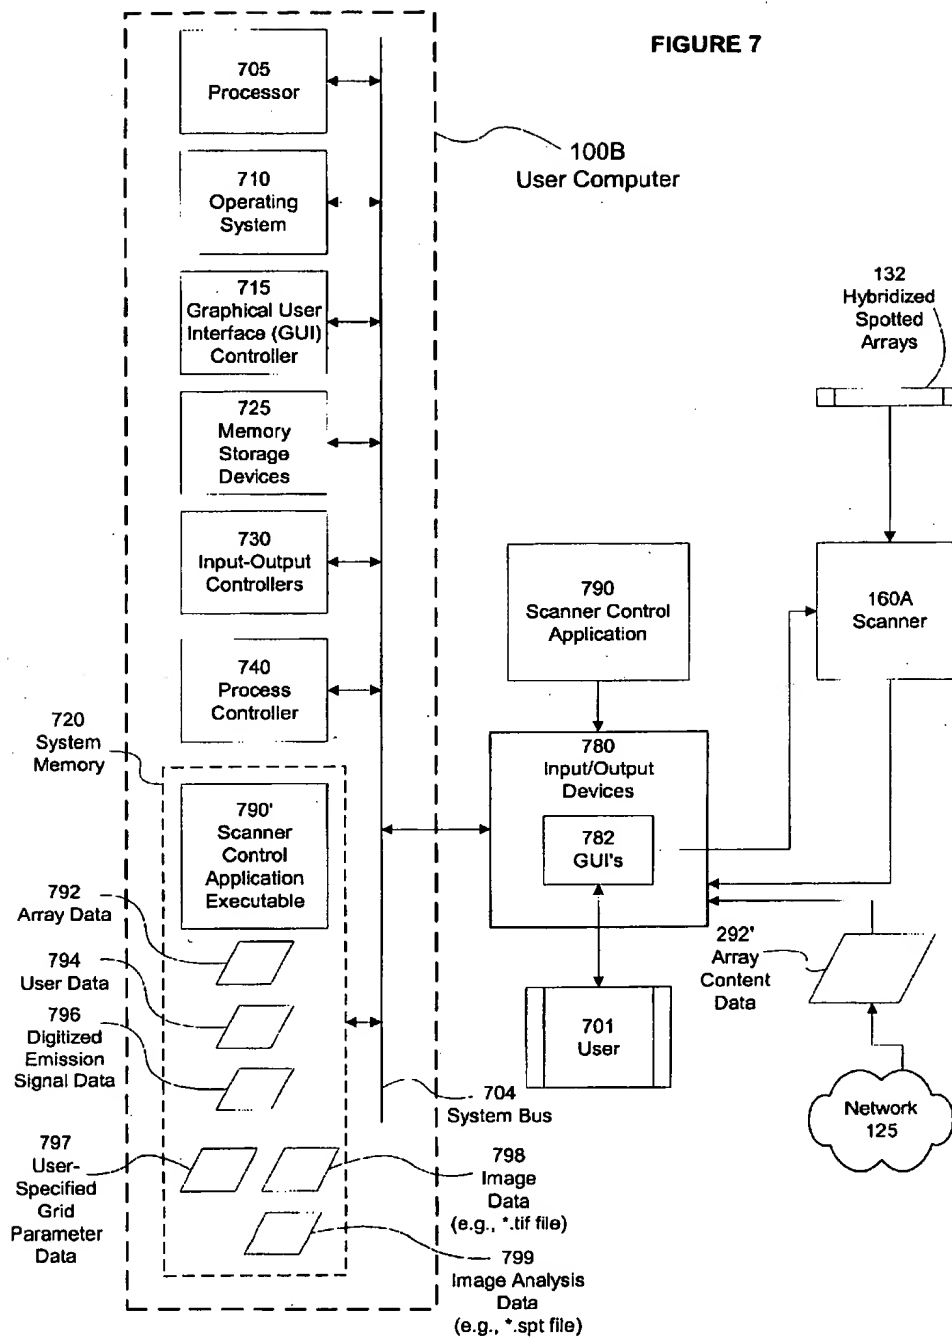 FIGURE 7
705
Processor
100B
User Computer
710
Operating
System
715
Graphical User
Interface (GUI)
Controller
132
Hybridized
Spotted
Arrays
725
Memory
Storage
Devices
730
Input-Output
Controllers
790
Scanner Control
Application
160A
Scanner
740
Process
Controller
720
System
Memory
780
Input/Output
Devices
782
GUI's
790'
Scanner
Control
Application
Executable
792
Array Data
794
User Data
796
Digitized
Emission
Signal Data
292'
Array
Content
Data
701
User
704
System Bus
Network
125
797
User-
Specified
Grid
Parameter
Data
798
Image
Data
(e.g., *.tif file)
799
Image Analysis
Data
(e.g., *.spt file)